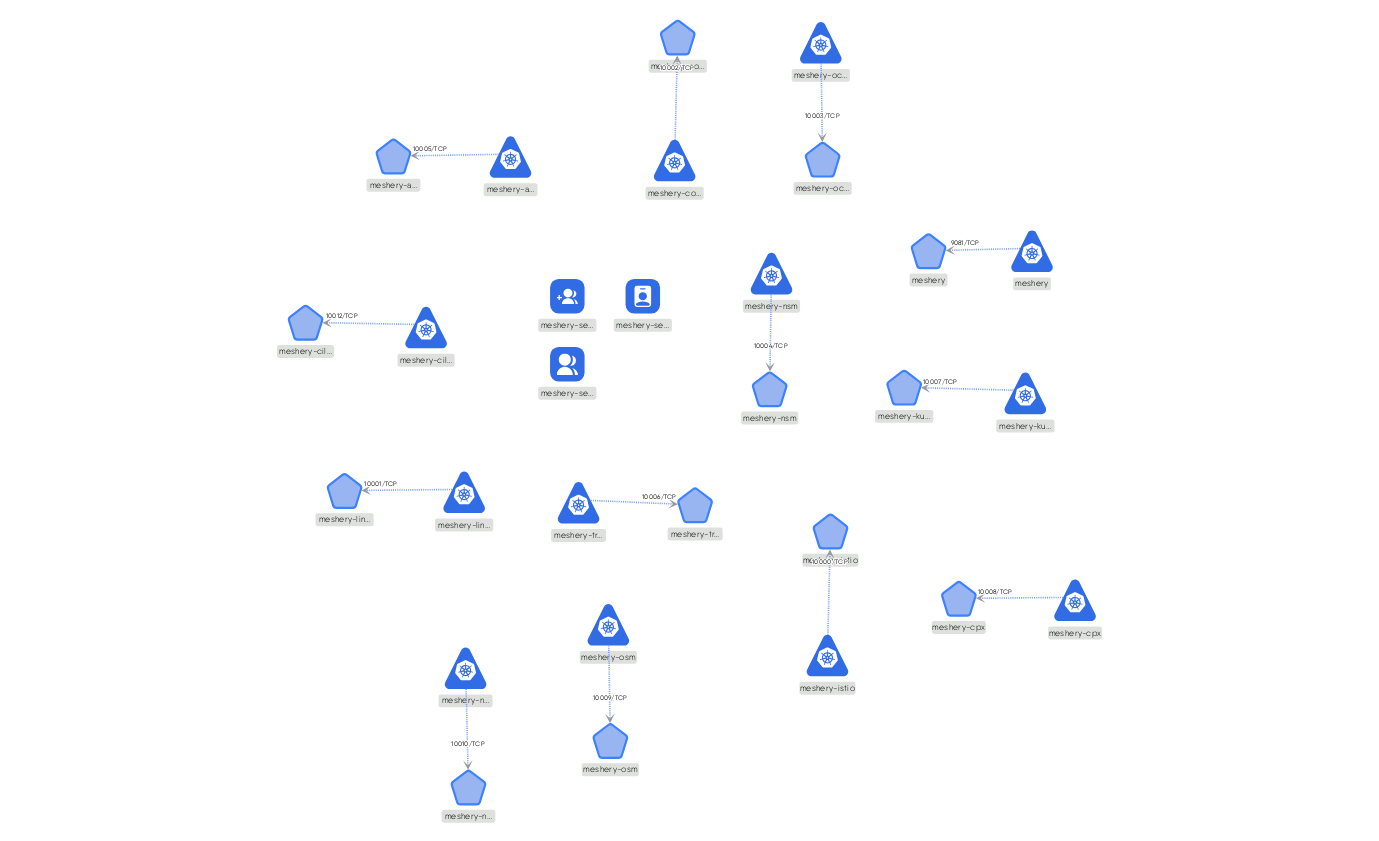 10002/TCP
meshery-oc...
10003/TCP
10005/TCP
meshery-a...
meshery-a...
meshery-co...
meshery-oc...
9081/TCP
meshery
meshery
meshery-nsm
10012/TCP
meshery-se...
meshery-se...
meshery-cil...
meshery-cil...
10004/TCP
10007/TCP
meshery-se...
meshery-nsm
meshery-ku...
meshery-ku...
10001/TCP
10006/TCP
meshery-lin...
meshery-lin...
meshery-tr...
meshery-tr...
10000/TCP
10008/TCP
meshery-cpx
meshery-cpx
meshery-osm
meshery-istio
meshery-n...
10009/TCP
10010/TCP
meshery-osm
meshery-n...